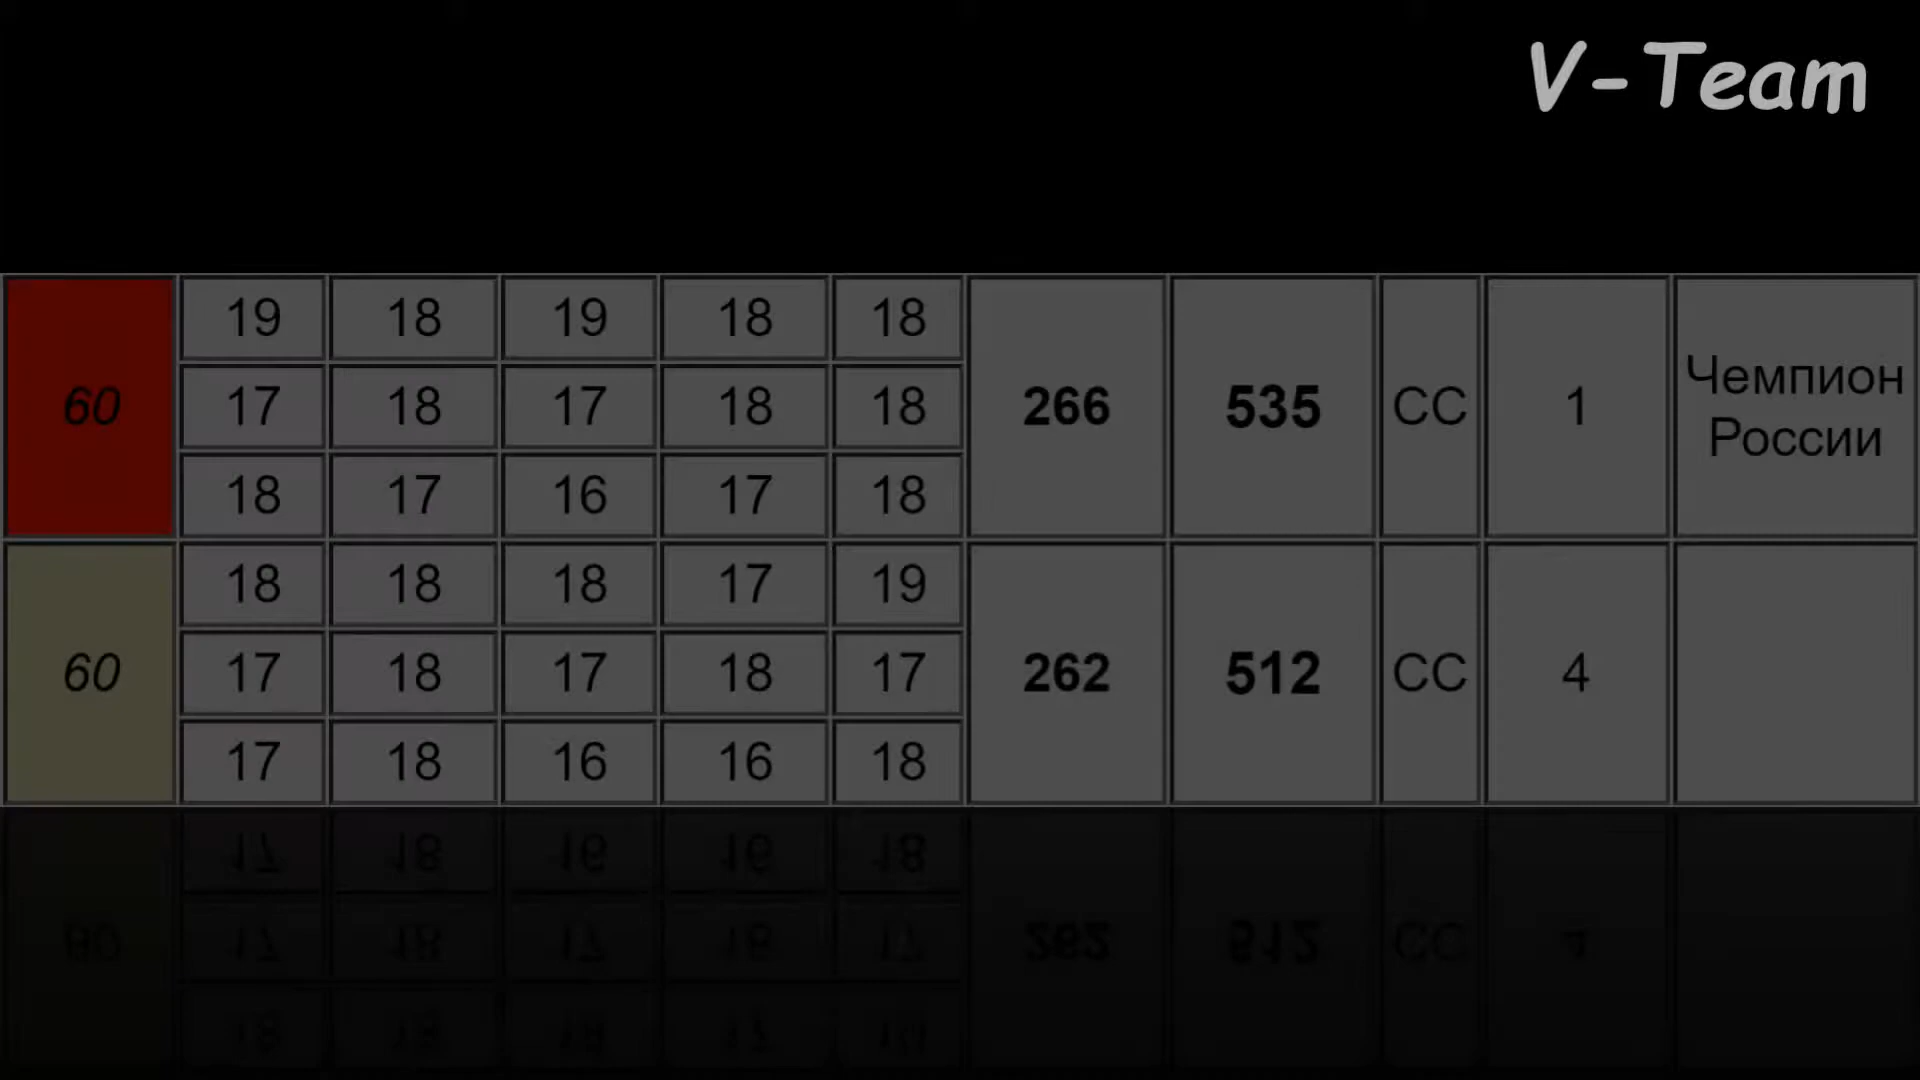 V-Team
19 18 19 18 18
60 17 18 17 18 18 266 535 СС 1 Чемпион
России
18 17 16 17 18
18 18 18 17 19
60 17 18 17 18 17 262 512 СС 4
17 18 16 16 18